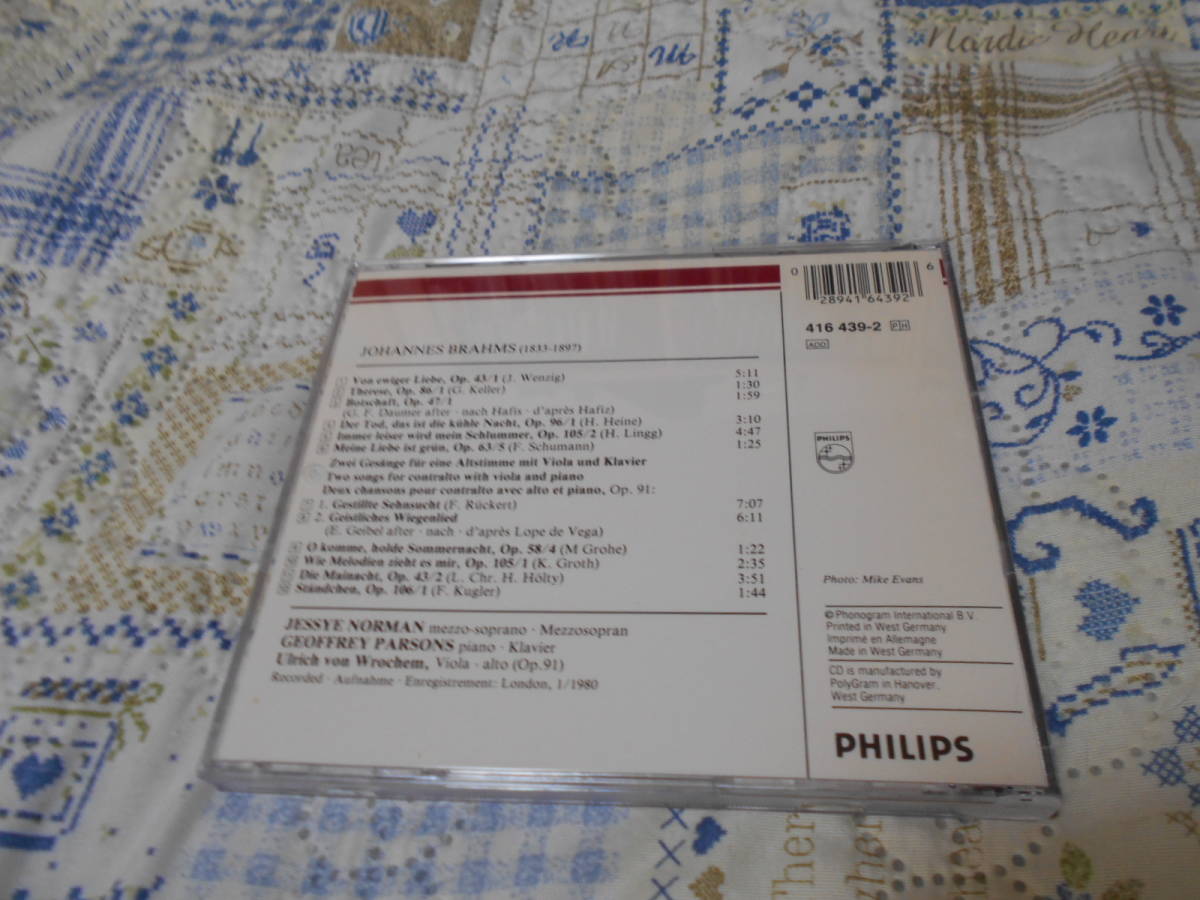 Nordic Hear
Tea
JOHANNES BRAHMS (1833-1897)
Von ewiger Liebe, Op. 43/1 (J. Wenzig) 5:11
Therese, Op. 86/1 (G. Keller) 1:30
Botschaft, Op. 47/1 1:59
(G. F. Daumer after · nach Hafis · d'après Hafiz)
Der Tod, das ist die kühle Nacht, Op. 96/1 (H. Heine) 3:10
Immer leiser wird mein Schlummer, Op. 105/2 (H. Lingg) 4:47
Meine Liebe ist grün, Op. 63/5 (F. Schumann) 1:25
Zwei Gesänge für eine Altstimme mit Viola und Klavier
Two songs for contralto with viola and piano
Deux chansons pour contralto avec alto et piano, Op. 91:
1. Gestillte Sehnsucht (F. Rückert) 7:07
2. Geistliches Wiegenlied 6:11
(E. Geibel after · nach · d'après Lope de Vega)
O komme, holde Sommernacht, Op. 58/4 (M Grohe) 1:22
Wie Melodien zieht es mir, Op. 105/1 (K. Groth) 2:35
Die Mainacht, Op. 43/2 (L. Chr. H. Hölty) 3:51
Ständchen, Op. 106/1 (F. Kugler) 1:44
JESSYE NORMAN mezzo-soprano · Mezzosopran
GEOFFREY PARSONS piano · Klavier
Ulrich von Wrochem, Viola · alto (Op.91)
Recorded · Aufnahme · Enregistrement: London, 1/1980
0 28941 64392 6
416 439-2 PH
ADD
PHILIPS
Photo: Mike Evans
© Phonogram International B.V.
Printed in West Germany
Imprimé en Allemagne
Made in West Germany
CD is manufactured by
PolyGram in Hanover,
West Germany
PHILIPS
Ther